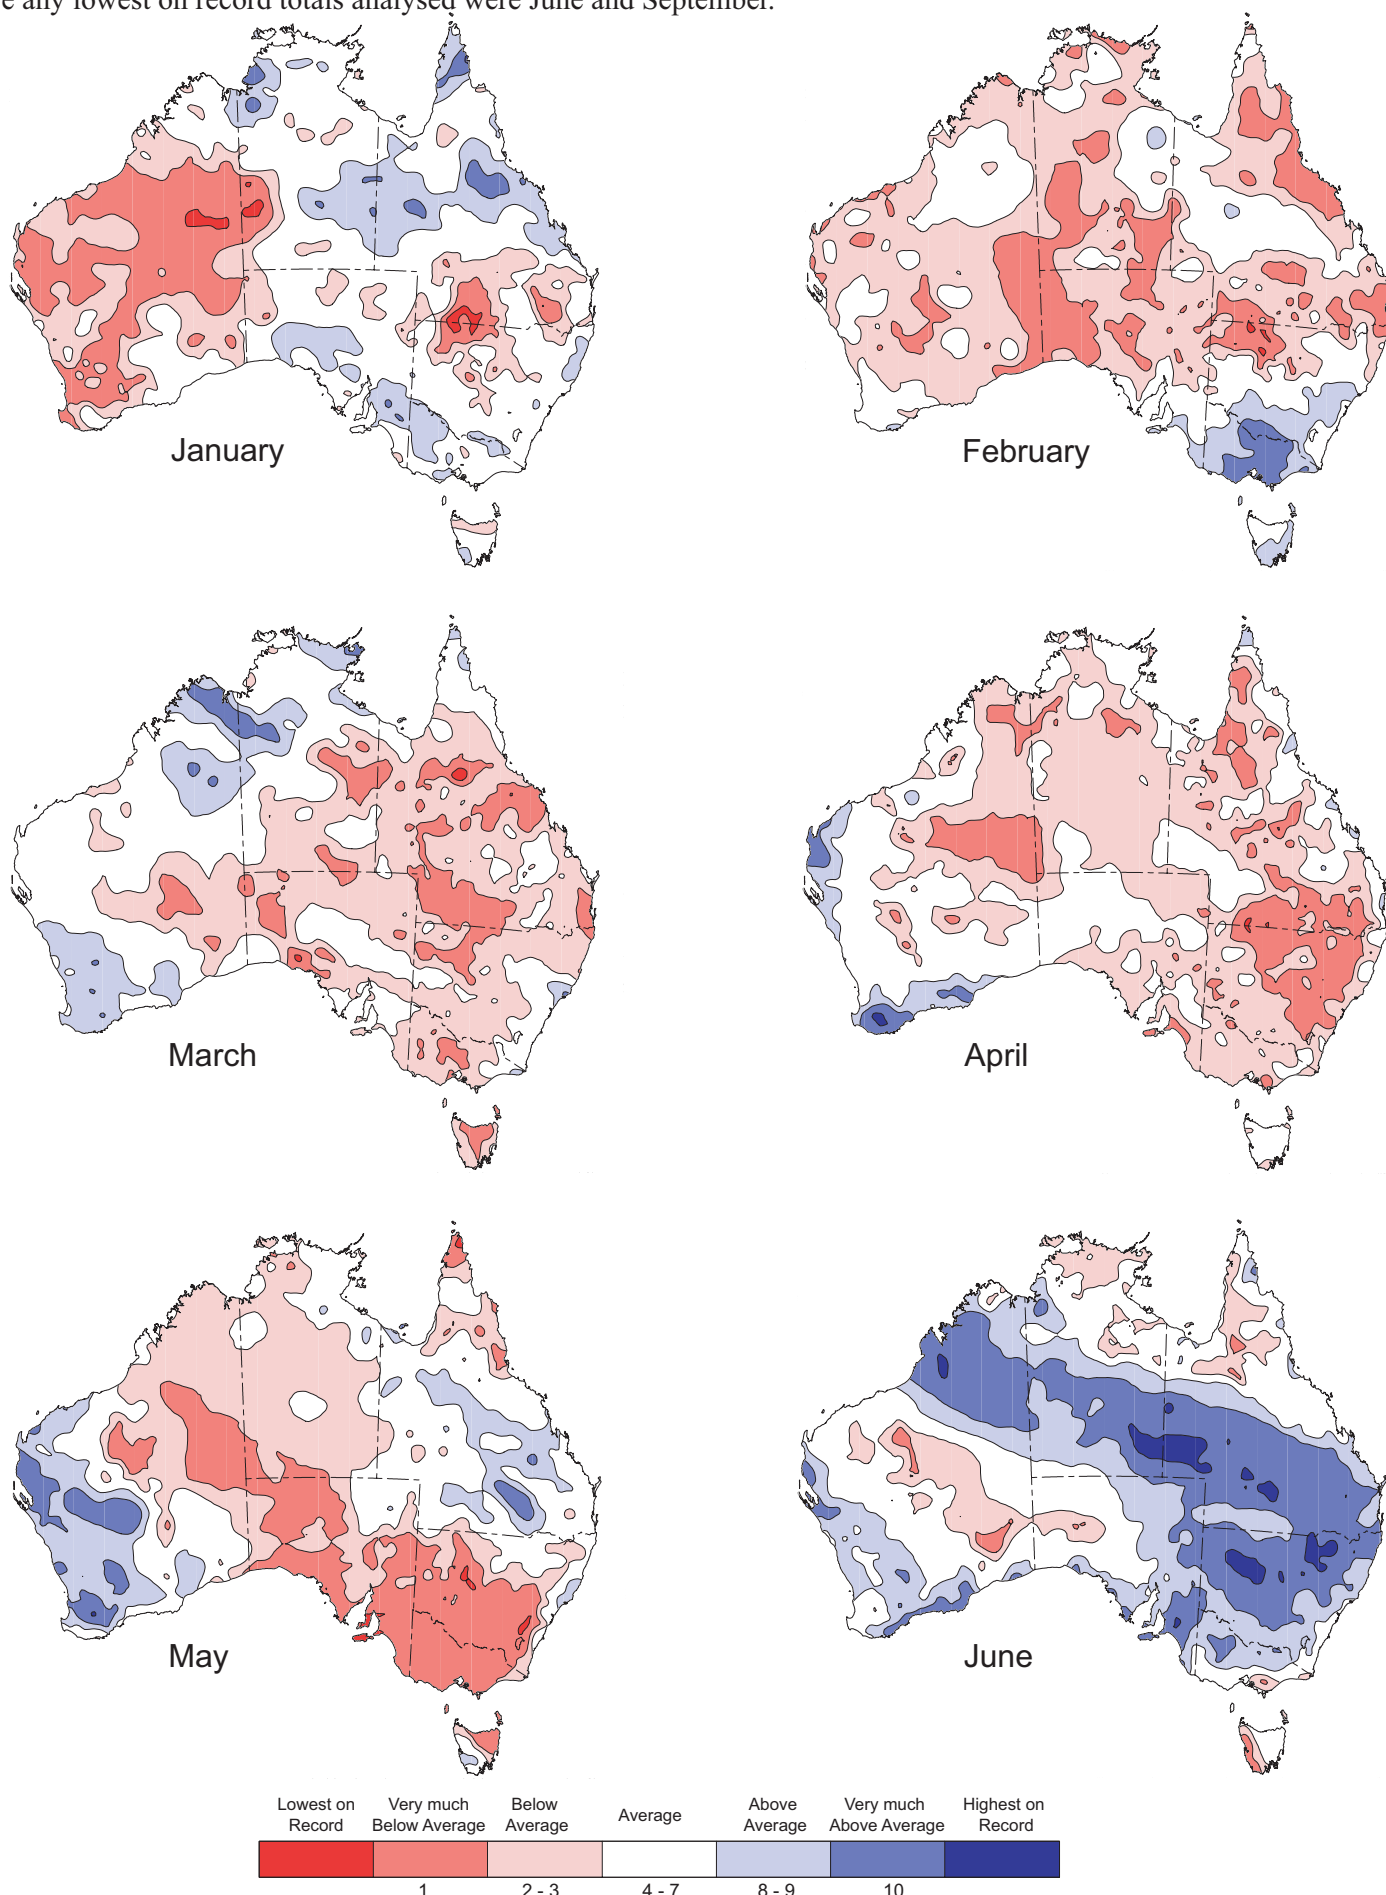 e any lowest on record totals analysed were June and September.
January
February
March
April
May
June
Lowest on Record
Very much Below Average
Below Average
Average
Above Average
Very much Above Average
Highest on Record
1
2 - 3
4 - 7
8 - 9
10